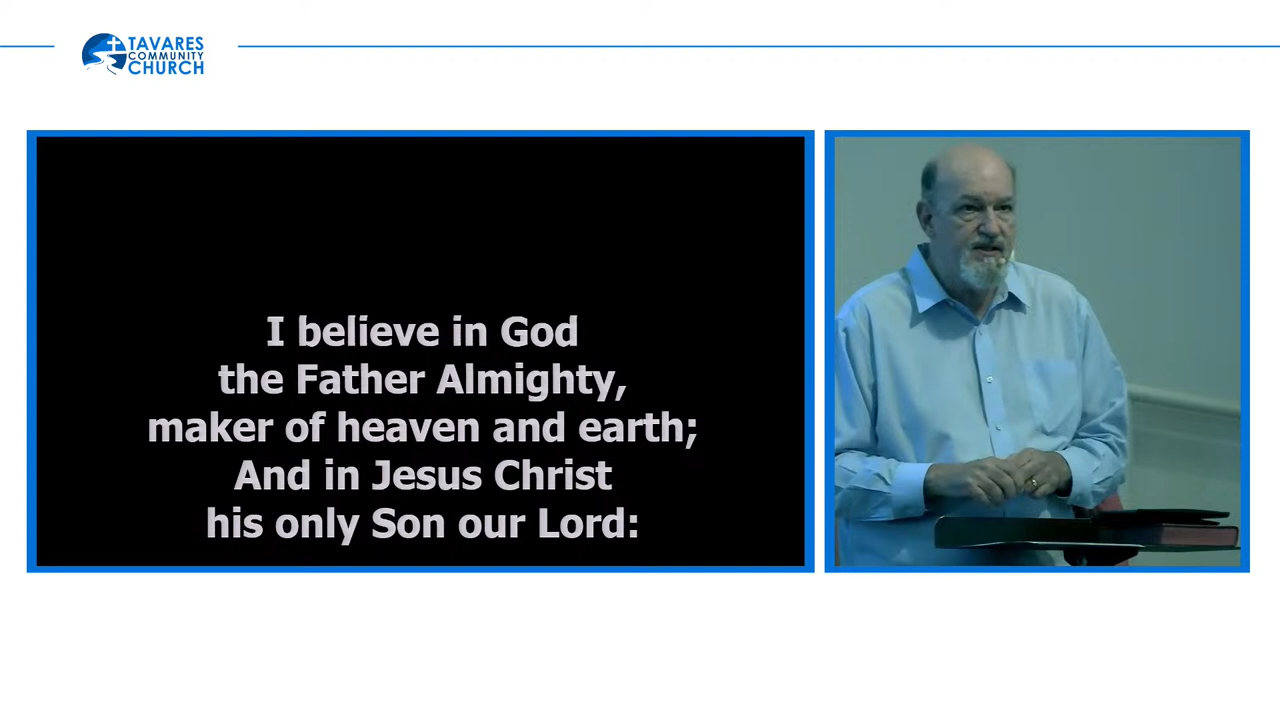 TAVARES
COMMUNITY
CHURCH
I believe in God
the Father Almighty,
maker of heaven and earth;
And in Jesus Christ
his only Son our Lord: